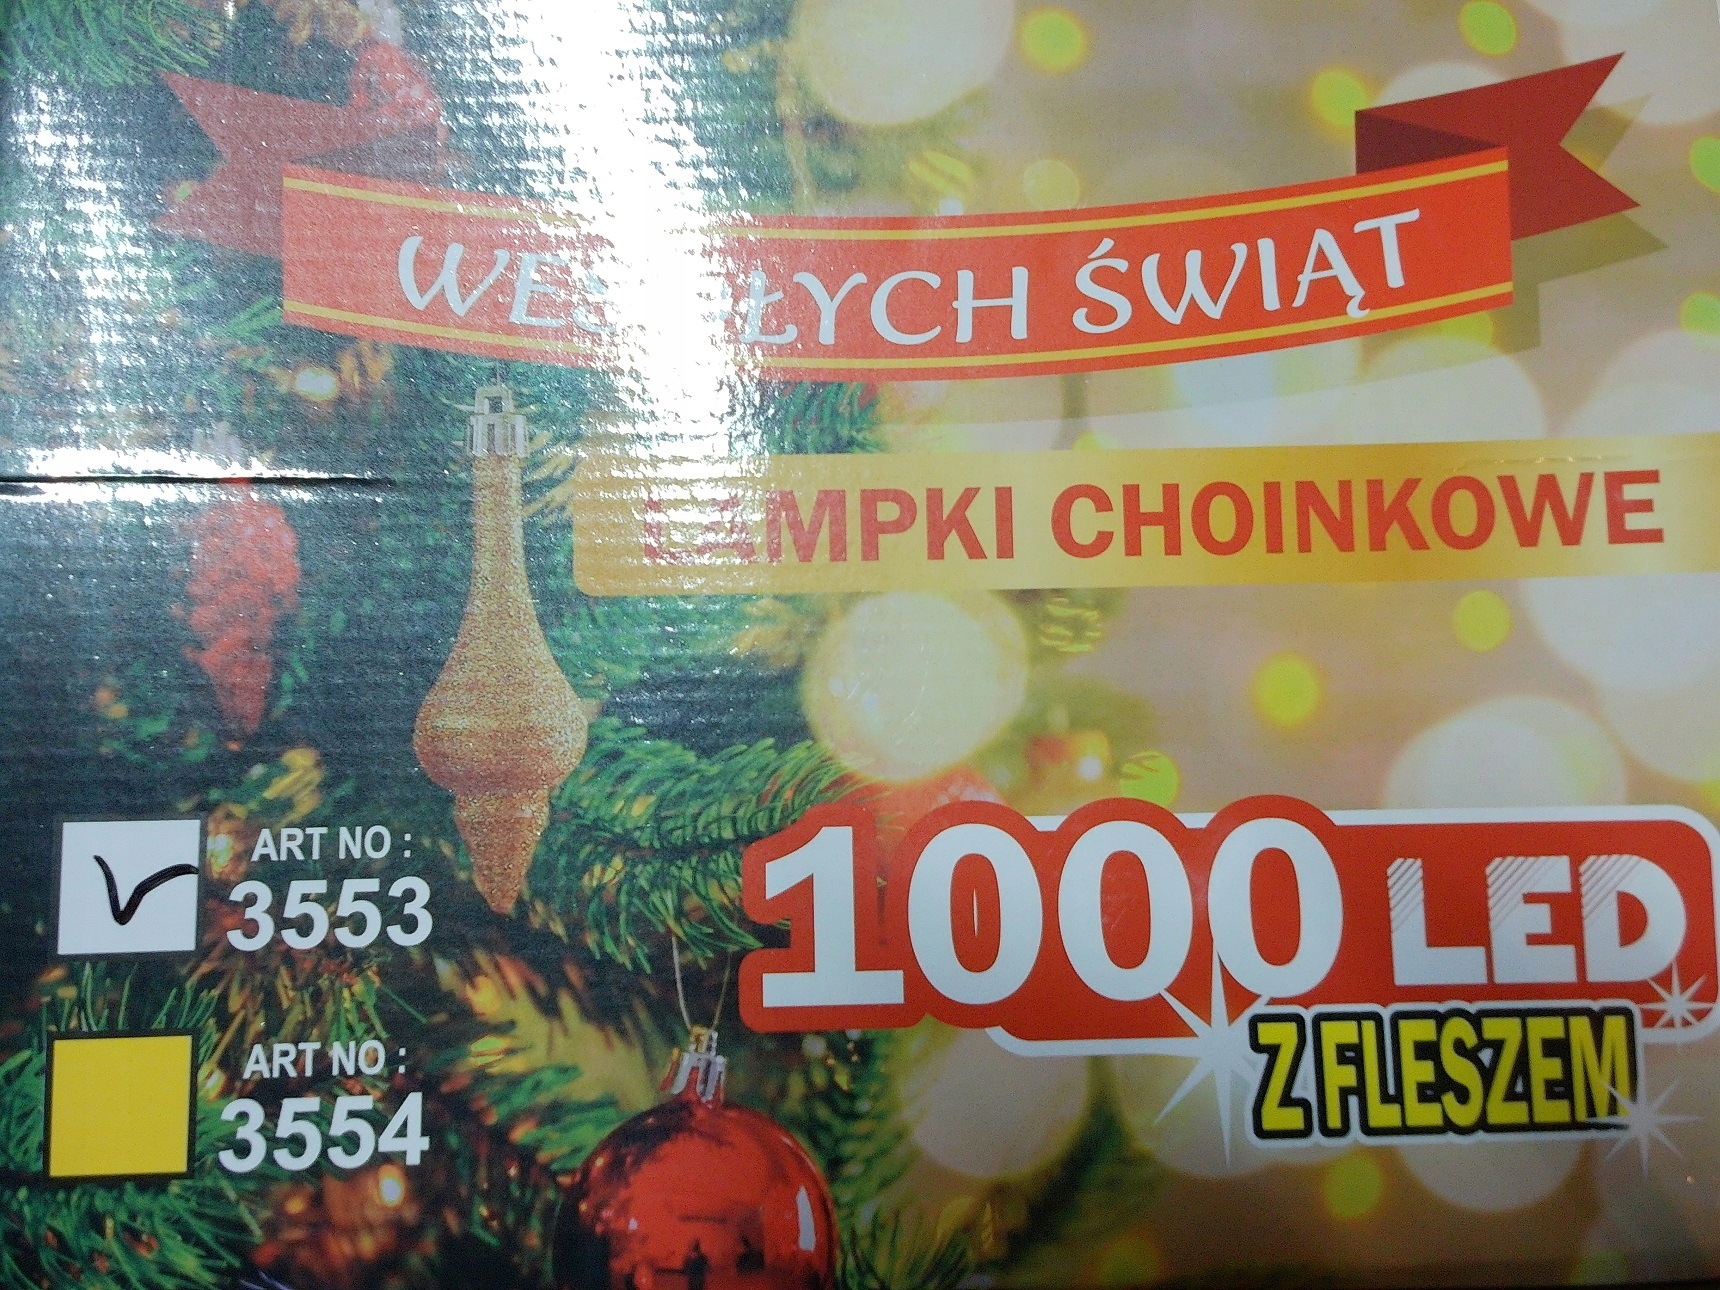 WESOŁYCH ŚWIĄT
LAMPKI CHOINKOWE
ART NO :
3553
1000 LED
Z FLESZEM
ART NO :
3554